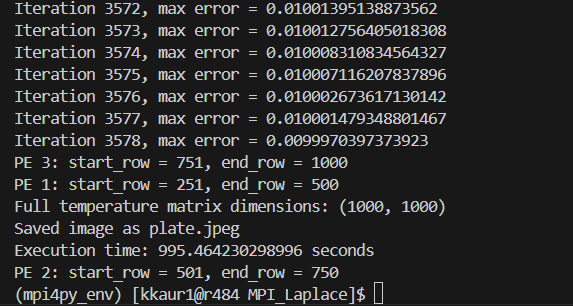 Iteration 3572, max error = 0.01001395138873562
Iteration 3573, max error = 0.010012756405018308
Iteration 3574, max error = 0.010008310834564327
Iteration 3575, max error = 0.010007116207837896
Iteration 3576, max error = 0.010002673617130142
Iteration 3577, max error = 0.010001479348801467
Iteration 3578, max error = 0.0099970397373923
PE 3: start_row = 751, end_row = 1000
PE 1: start_row = 251, end_row = 500
Full temperature matrix dimensions: (1000, 1000)
Saved image as plate.jpeg
Execution time: 995.464230298996 seconds
PE 2: start_row = 501, end_row = 750
(mpi4py_env) [kkaur1@r484 MPI_Laplace]$